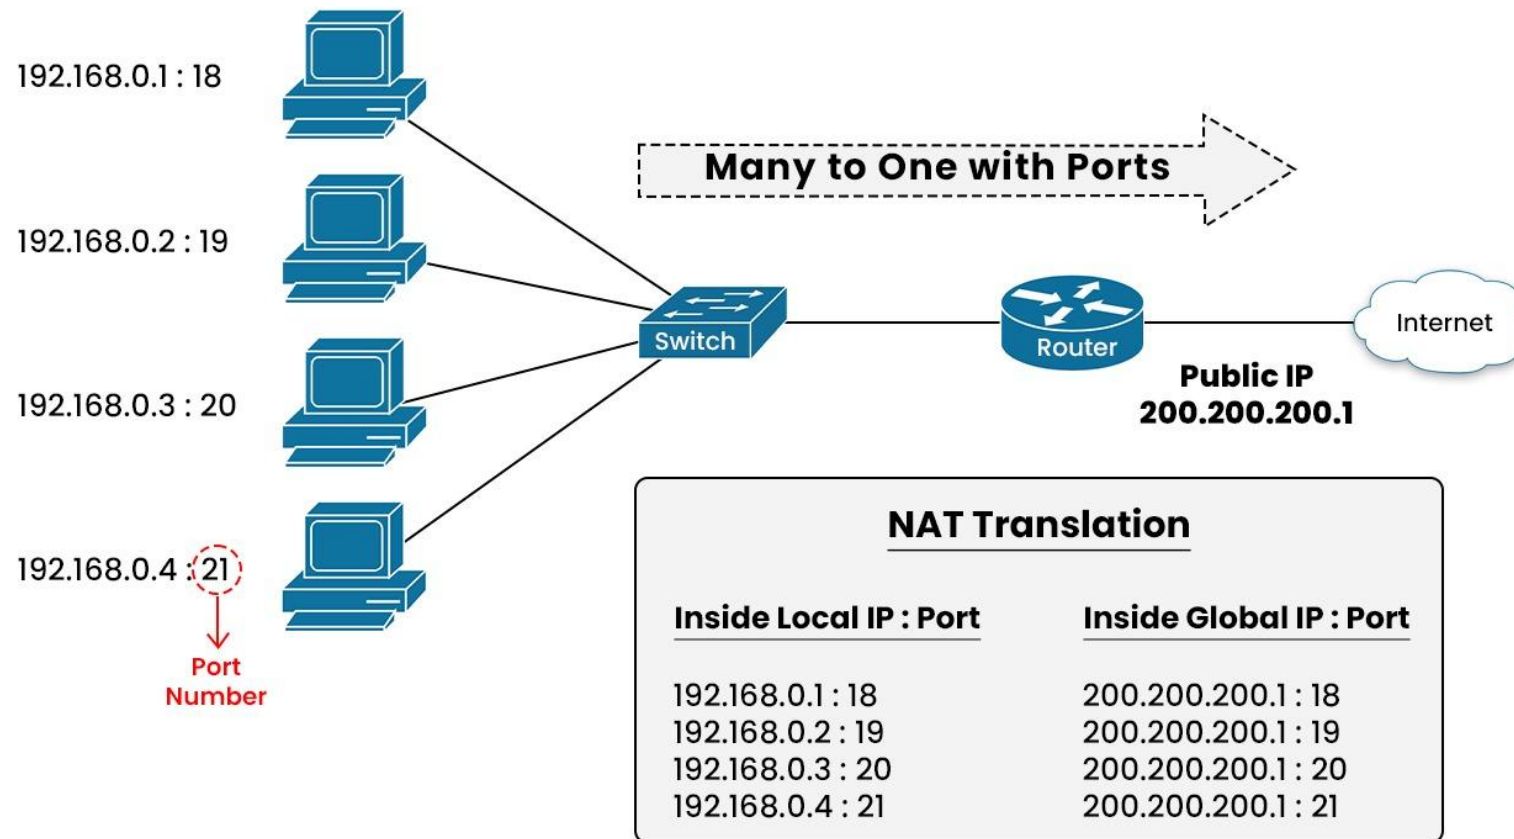 192.168.0.1 : 18
Many to One with Ports
192.168.0.2 : 19
Switch
Router
Internet
Public IP
200.200.200.1
192.168.0.3 : 20
192.168.0.4 : 21
Port
Number
NAT Translation
Inside Local IP : Port
Inside Global IP : Port
192.168.0.1 : 18
200.200.200.1 : 18
192.168.0.2 : 19
200.200.200.1 : 19
192.168.0.3 : 20
200.200.200.1 : 20
192.168.0.4 : 21
200.200.200.1 : 21